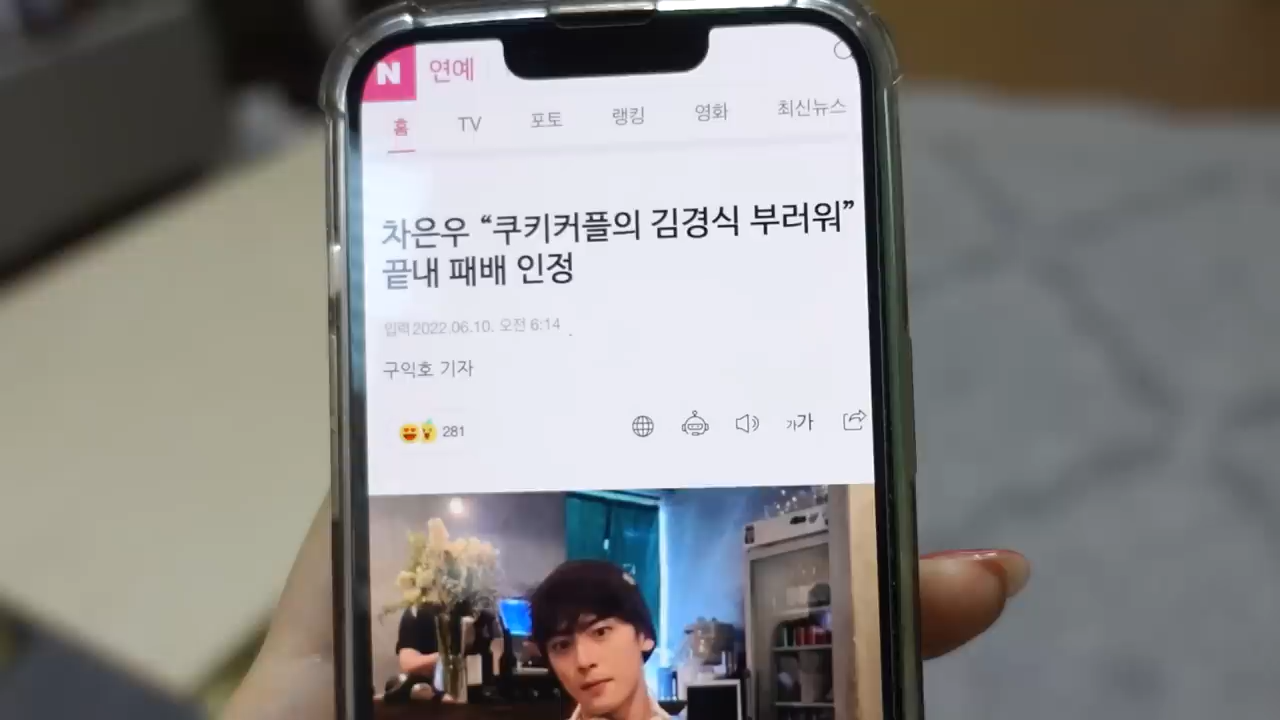 N 연예
홈 TV 포토 랭킹 영화 최신뉴스
차은우 “쿠키커플의 김경식 부러워”
끝내 패배 인정
입력 2022.06.10. 오전 6:14
구익호 기자
281 가가